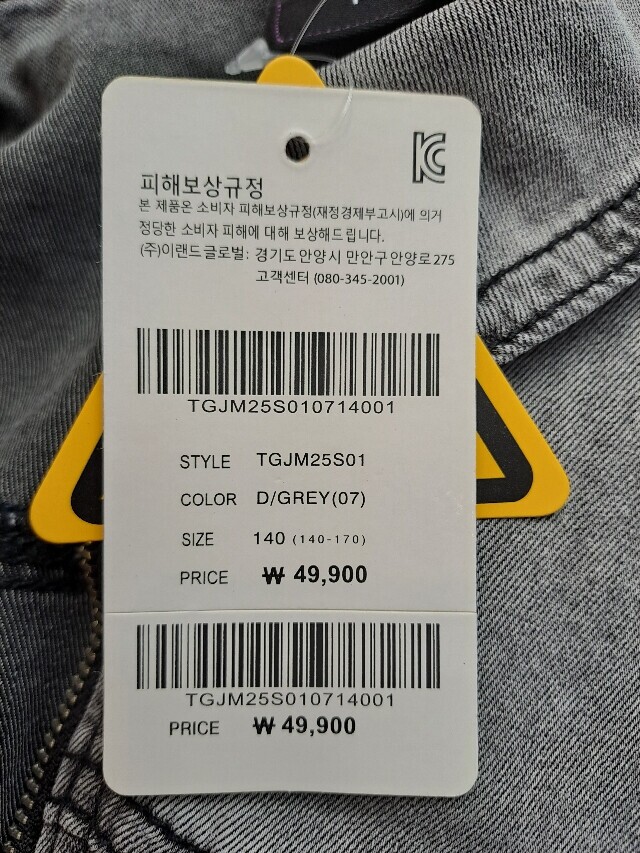 피해보상규정
본 제품은 소비자 피해보상규정(재정경제부고시)에 의거
정당한 소비자 피해에 대해 보상해드립니다.
(주)이랜드글로벌: 경기도 안양시 만안구 안양로 275
고객센터 (080-345-2001)
TGJM25S010714001
STYLE TGJM25S01
COLOR D/GREY(07)
SIZE 140 (140-170)
PRICE ₩ 49,900
TGJM25S010714001
PRICE ₩ 49,900